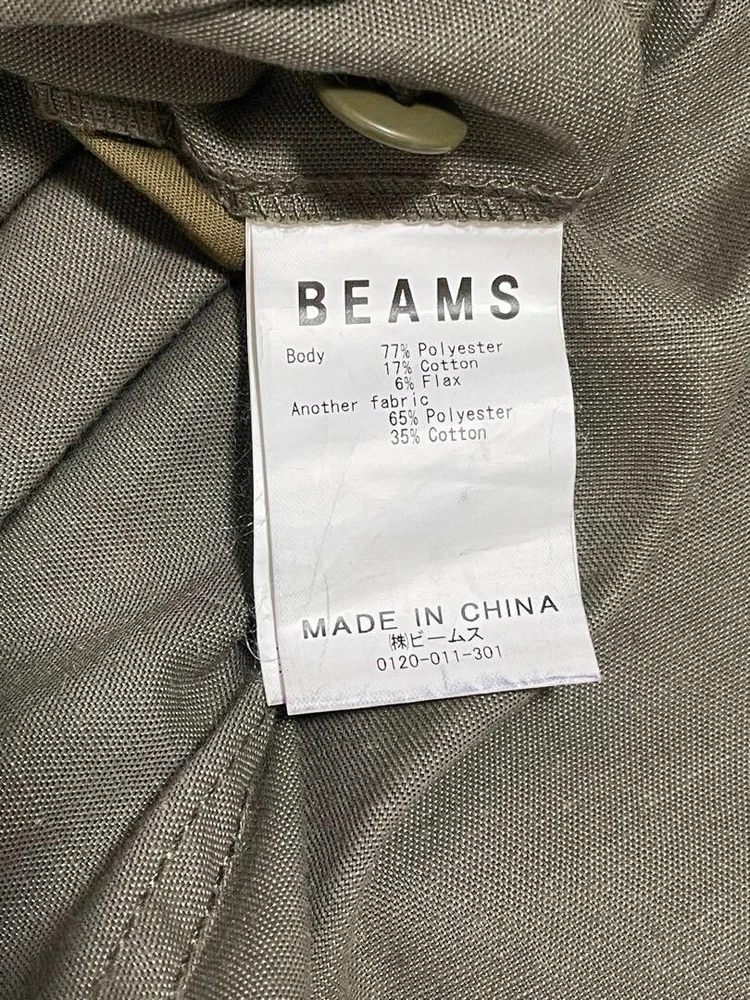 BEAMS
Body 77% Polyester
17% Cotton
6% Flax
Another fabric
65% Polyester
35% Cotton
MADE IN CHINA
㈱ビームス
0120-011-301